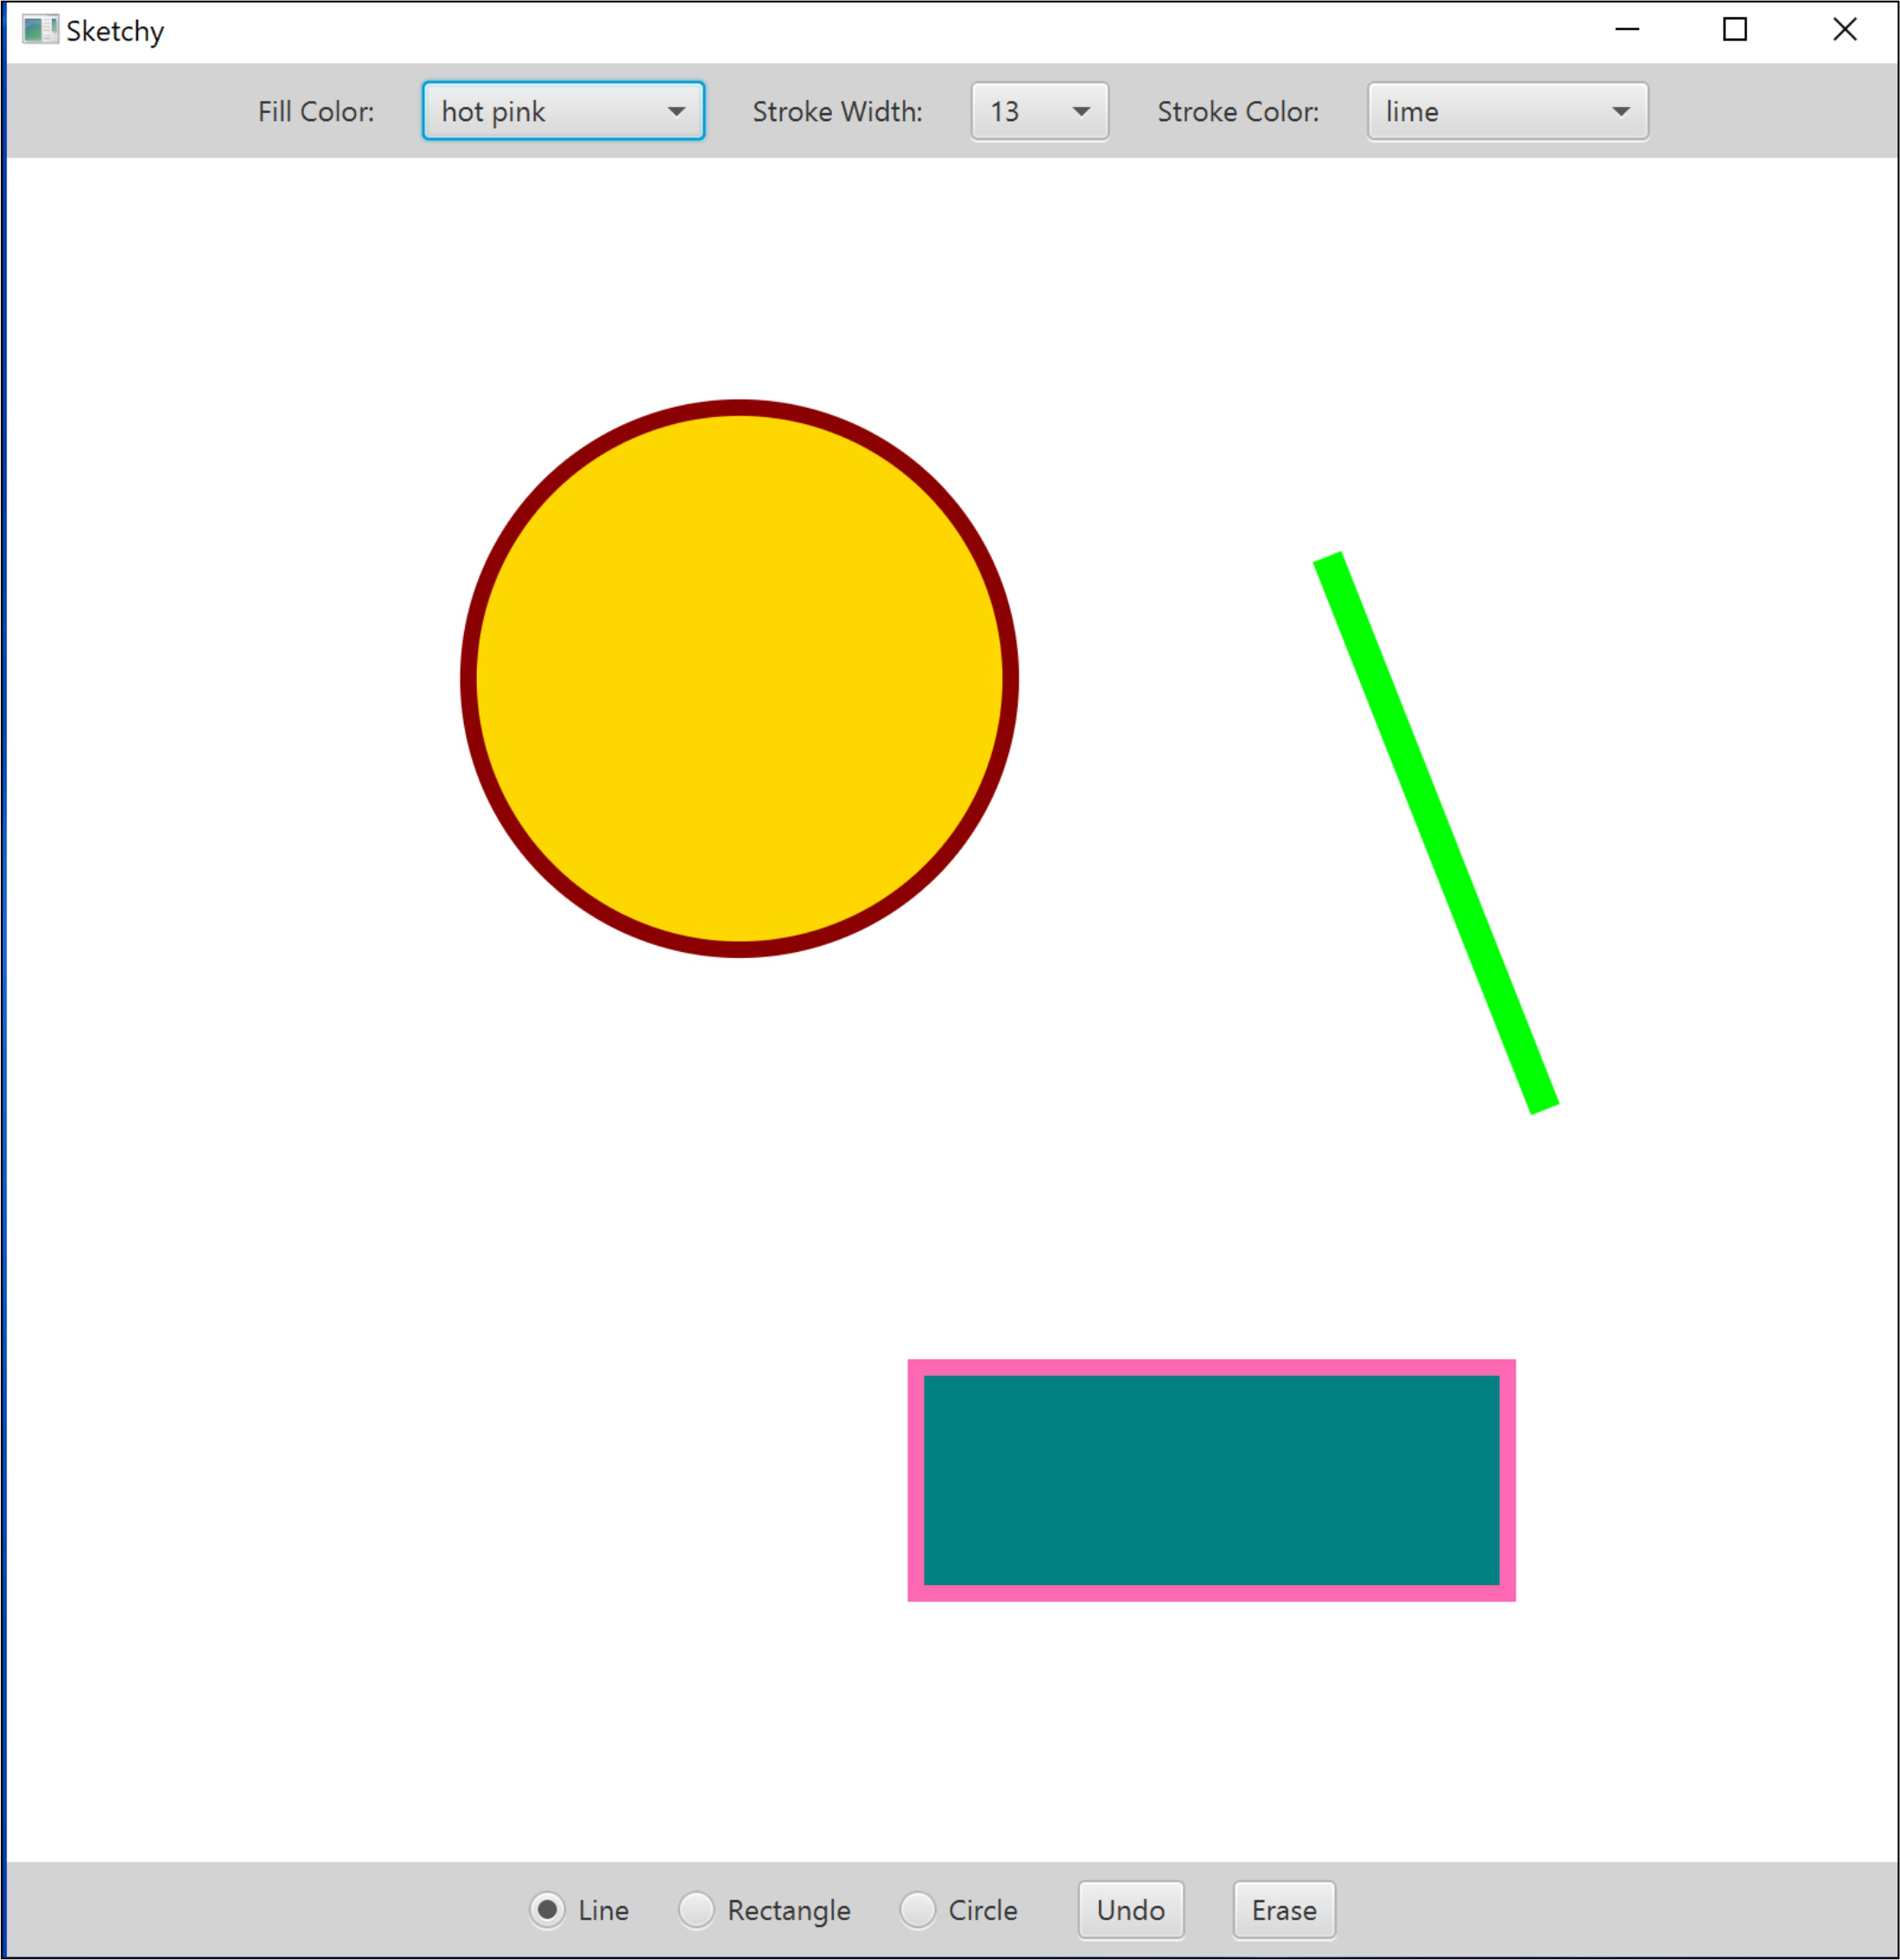 Sketchy
Fill Color: hot pink Stroke Width: 13 Stroke Color: lime
Line Rectangle Circle Undo Erase